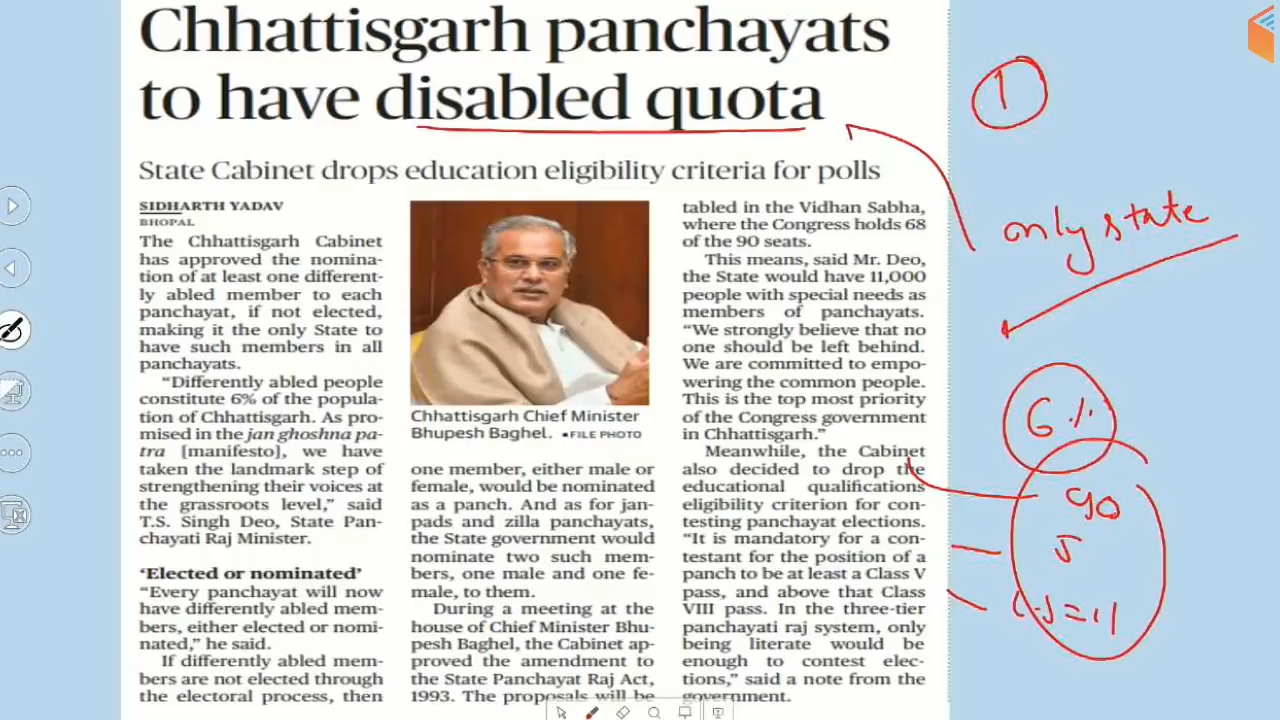 Chhattisgarh panchayats
to have disabled quota
State Cabinet drops education eligibility criteria for polls
SIDHARTH YADAV
BHOPAL
The Chhattisgarh Cabinet
has approved the nomina-
tion of at least one different-
ly abled member to each
panchayat, if not elected,
making it the only State to
have such members in all
panchayats.
"Differently abled people
constitute 6% of the popula-
tion of Chhattisgarh. As pro-
mised in the jan ghoshna pa-
tra [manifesto], we have
taken the landmark step of
strengthening their voices at
the grassroots level," said
T.S. Singh Deo, State Pan-
chayati Raj Minister.
'Elected or nominated'
"Every panchayat will now
have differently abled mem-
bers, either elected or nomi-
nated," he said.
If differently abled mem-
bers are not elected through
the electoral process, then
Chhattisgarh Chief Minister
Bhupesh Baghel. •FILE PHOTO
one member, either male or
female, would be nominated
as a panch. And as for jan-
pads and zilla panchayats,
the State government would
nominate two such mem-
bers, one male and one fe-
male, to them.
During a meeting at the
house of Chief Minister Bhu-
pesh Baghel, the Cabinet ap-
proved the amendment to
the State Panchayat Raj Act,
1993. The proposals will be
tabled in the Vidhan Sabha,
where the Congress holds 68
of the 90 seats.
This means, said Mr. Deo,
the State would have 11,000
people with special needs as
members of panchayats.
"We strongly believe that no
one should be left behind.
We are committed to empo-
wering the common people.
This is the top most priority
of the Congress government
in Chhattisgarh."
Meanwhile, the Cabinet
also decided to drop the
educational qualifications
eligibility criterion for con-
testing panchayat elections.
"It is mandatory for a con-
testant for the position of a
panch to be at least a Class V
pass, and above that Class
VIII pass. In the three-tier
panchayati raj system, only
being literate would be
enough to contest elec-
tions," said a note from the
government.
1
only state
6%
90
5